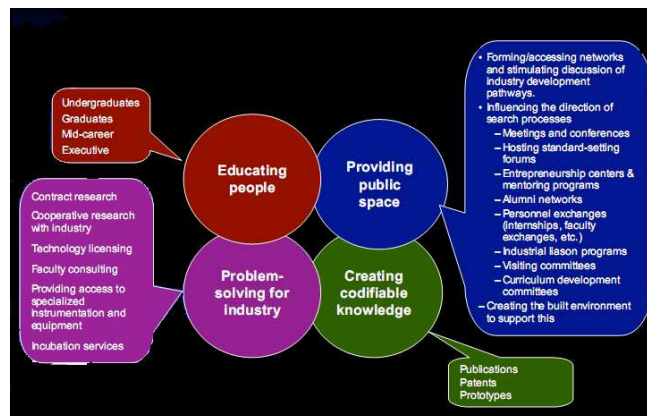 Undergraduates
Graduates
Mid-career
Executive
Educating
people
Providing
public
space
• Forming/accessing networks
and stimulating discussion of
industry development
pathways.
• Influencing the direction of
search processes
– Meetings and conferences
– Hosting standard-setting
forums
– Entrepreneurship centers &
mentoring programs
– Alumni networks
– Personnel exchanges
(internships, faculty
exchanges, etc.)
– Industrial liason programs
– Visiting committees
– Curriculum development
committees
– Creating the built environment
to support this
Contract research
Cooperative research
with industry
Technology licensing
Faculty consulting
Providing access to
specialized
instrumentation and
equipment
Incubation services
Problem-
solving for
industry
Creating
codifiable
knowledge
Publications
Patents
Prototypes